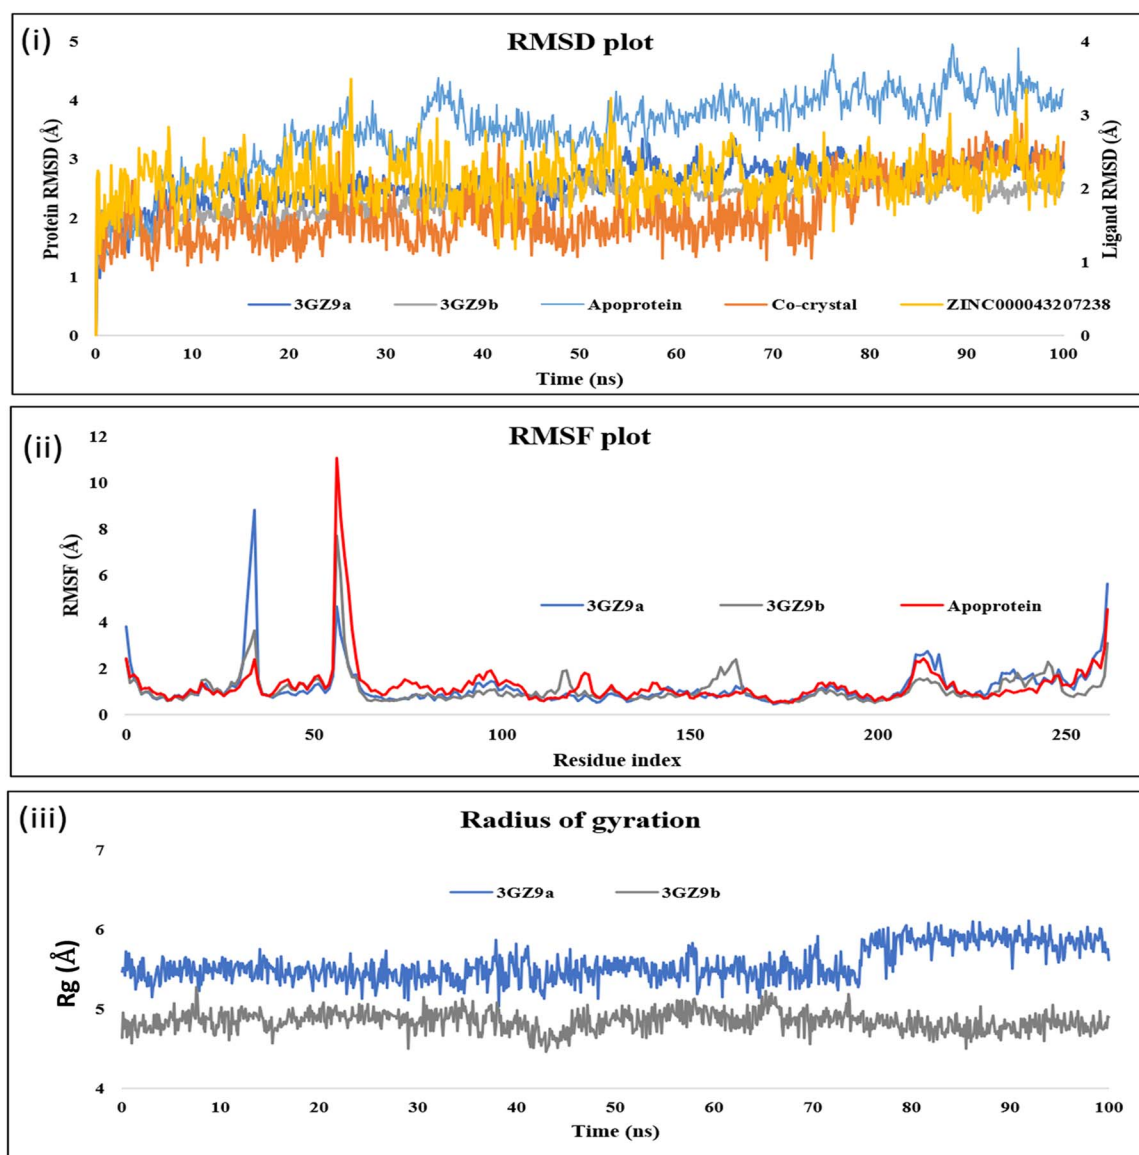 (i)
RMSD plot
5
4
3
2
1
0
Protein RMSD (Å)
4
3
2
1
0
Ligand RMSD (Å)
3GZ9a 3GZ9b Apoprotein Co-crystal ZINC000043207238
0 10 20 30 40 50 60 70 80 90 100
Time (ns)
(ii)
RMSF plot
12
10
8
6
4
2
0
RMSF (Å)
3GZ9a 3GZ9b Apoprotein
0 50 100 150 200 250
Residue index
(iii)
Radius of gyration
7
6
5
4
Rg (Å)
3GZ9a 3GZ9b
0 10 20 30 40 50 60 70 80 90 100
Time (ns)